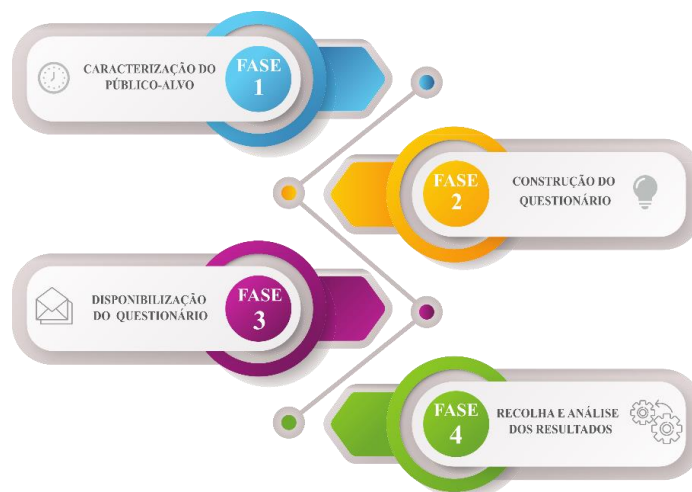 CARACTERIZAÇÃO DO
PÚBLICO-ALVO
FASE
1
FASE
2
CONSTRUÇÃO DO
QUESTIONÁRIO
DISPONIBILIZAÇÃO
DO QUESTIONÁRIO
FASE
3
FASE
4
RECOLHA E ANÁLISE
DOS RESULTADOS